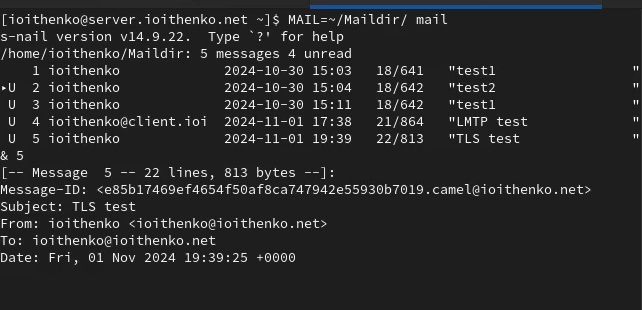 [ioithenko@server.ioithenko.net ~]$ MAIL=~/Maildir/ mail
s-nail version v14.9.22.  Type `?' for help
/home/ioithenko/Maildir: 5 messages 4 unread
    1 ioithenko             2024-10-30 15:03   18/641   "test1                    "
▸U  2 ioithenko             2024-10-30 15:04   18/642   "test2                    "
 U  3 ioithenko             2024-10-30 15:11   18/642   "test1                    "
 U  4 ioithenko@client.ioi  2024-11-01 17:38   21/864   "LMTP test                "
 U  5 ioithenko             2024-11-01 19:39   22/813   "TLS test                 "
& 5
[-- Message  5 -- 22 lines, 813 bytes --]:
Message-ID: <e85b17469ef4654f50af8ca747942e55930b7019.camel@ioithenko.net>
Subject: TLS test
From: ioithenko <ioithenko@ioithenko.net>
To: ioithenko@ioithenko.net
Date: Fri, 01 Nov 2024 19:39:25 +0000